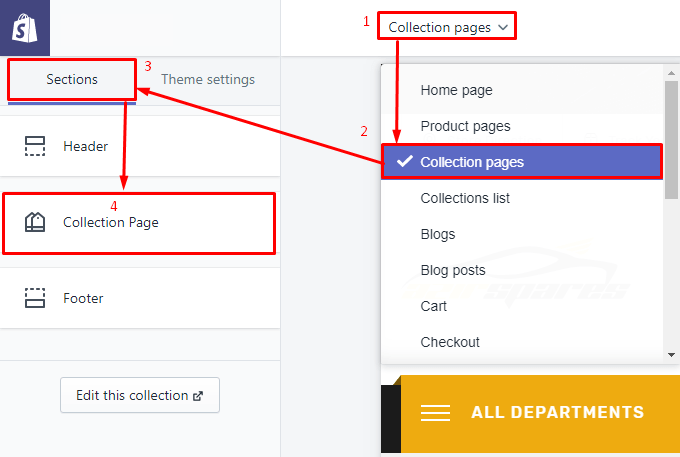 1
Collection pages
3
Sections
Theme settings
Home page
Product pages
2
Collection pages
Header
Collections list
4
Collection Page
Blogs
Blog posts
spares
Footer
Cart
Checkout
Edit this collection
ALL DEPARTMENTS